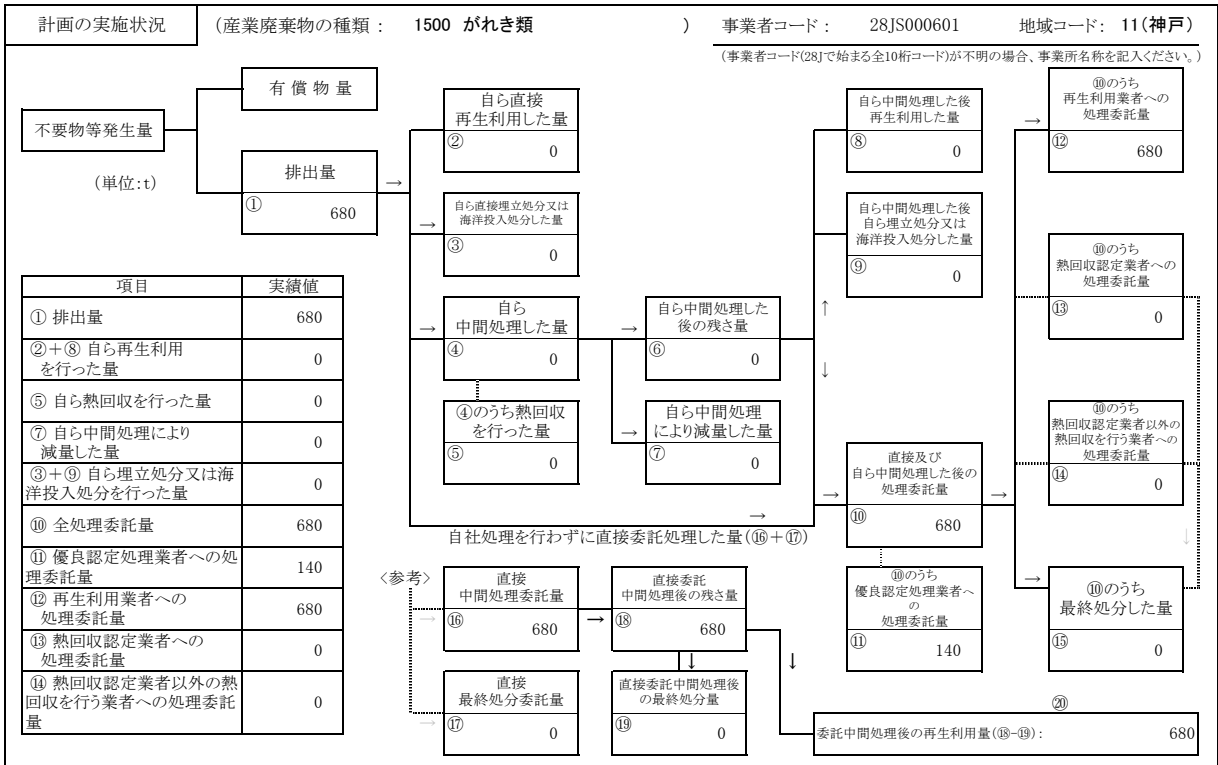 計画の実施状況
(産業廃棄物の種類 : 1500 がれき類 )
事業者コード : 28JS000601
地域コード: 11(神戸)
(事業者コード(28Jで始まる全10桁コード)が不明の場合、事業所名称を記入ください。)
不要物等発生量
(単位:t)
有 償 物 量
排出量
①
680
→
自ら直接
再生利用した量
②
0
→
自ら直接埋立処分又は
海洋投入処分した量
③
0
→
自ら
中間処理した量
④
0
④のうち熱回収
を行った量
⑤
0
→
自ら中間処理した
後の残さ量
⑥
0
→
自ら中間処理
により減量した量
⑦
0
自ら中間処理した後
再生利用した量
⑧
0
自ら中間処理した後
自ら埋立処分又は
海洋投入処分した量
⑨
0
↑
↓
→
直接及び
自ら中間処理した後の
処理委託量
⑩
680
→
⑩のうち
優良認定処理業者へ
の
処理委託量
⑪
140
→
⑩のうち
再生利用業者への
処理委託量
⑫
680
⑩のうち
熱回収認定業者への
処理委託量
⑬
0
⑩のうち
熱回収認定業者以外の
熱回収を行う業者への
処理委託量
⑭
0
↓
→
⑩のうち
最終処分した量
⑮
0
項目 実績値
① 排出量 680
②+⑧ 自ら再生利用
を行った量 0
⑤ 自ら熱回収を行った量 0
⑦ 自ら中間処理により
減量した量 0
③+⑨ 自ら埋立処分又は海
洋投入処分を行った量 0
⑩ 全処理委託量 680
⑪ 優良認定処理業者への処
理委託量 140
⑫ 再生利用業者への
処理委託量 680
⑬ 熱回収認定業者への
処理委託量 0
⑭ 熱回収認定業者以外の熱
回収を行う業者への処理委託
量 0
→
自社処理を行わずに直接委託処理した量(⑯+⑰)
〈参考〉
→
直接
中間処理委託量
⑯
680
→
直接委託
中間処理後の残さ量
⑱
680
→
直接
最終処分委託量
⑰
0
↓
直接委託中間処理後
の最終処分量
⑲
0
↓
⑳
委託中間処理後の再生利用量(⑱-⑲) : 680